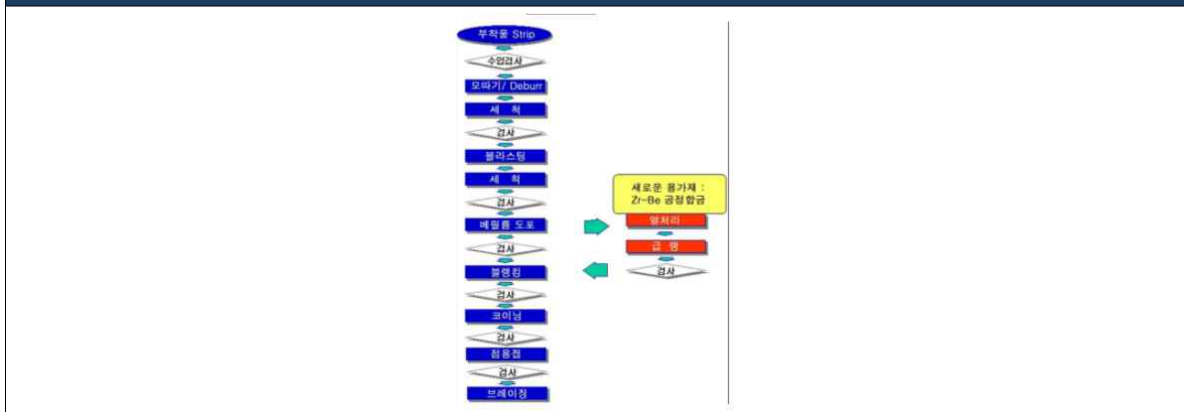 부착물 Strip
수입검사
모따기/ Deburr
세 척
검사
블라스팅
세 척
검사
베릴륨 도포
검사
블랭킹
검사
코이닝
검사
점용접
검사
브레이징
새로운 용가재 :
Zr-Be 공정합금
열처리
급 랭
검사